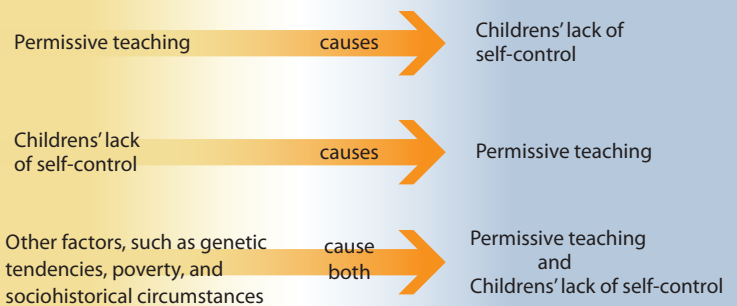 Permissive teaching causes Childrens' lack of
self-control
Childrens' lack
of self-control causes Permissive teaching
Other factors, such as genetic
tendencies, poverty, and
sociohistorical circumstances
cause
both
Permissive teaching
and
Childrens' lack of self-control